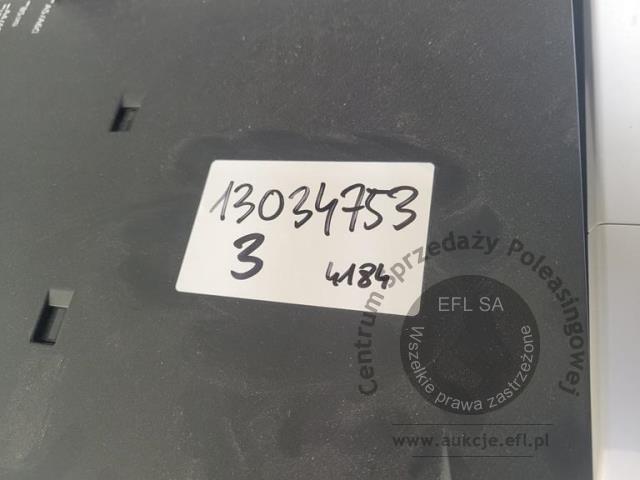 13034753
3 4184
Centrum Sprzedaży Poleasingowej
EFL SA
Wszelkie prawa zastrzeżone
www.aukcje.efl.pl